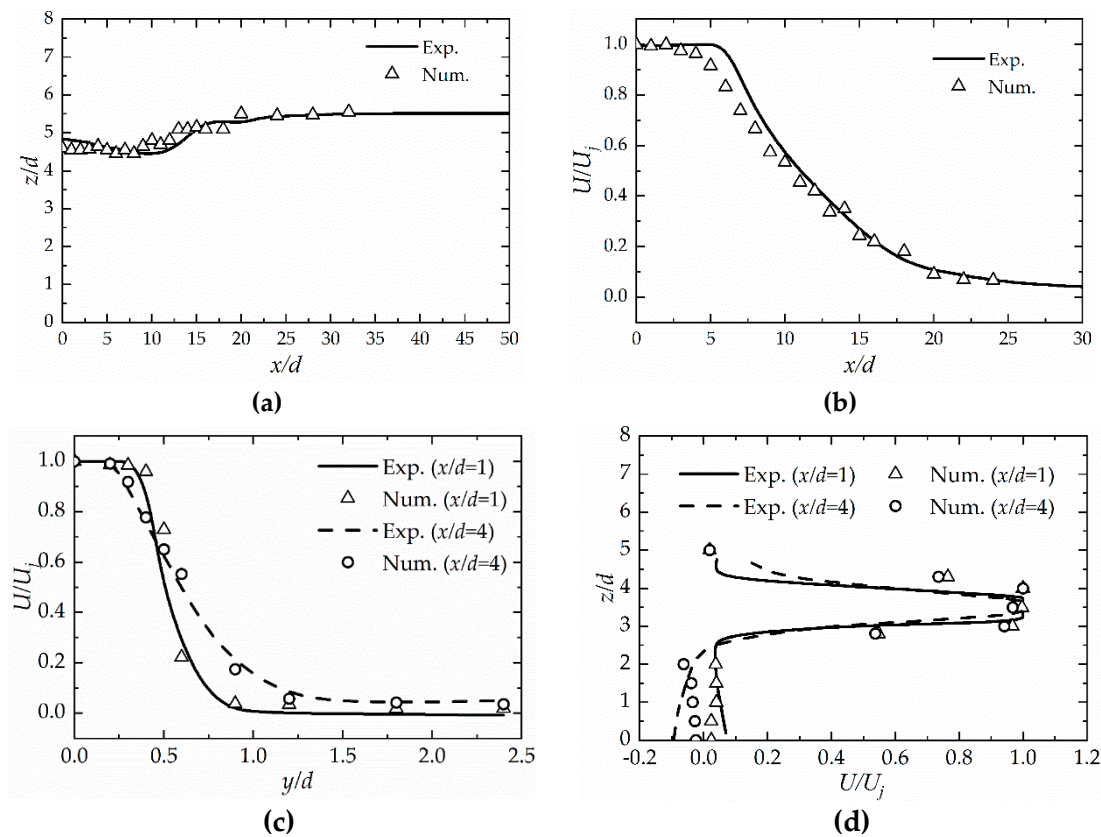 8
7
6
5
4
3
2
1
0
z/d
Exp.
Num.
0 5 10 15 20 25 30 35 40 45 50
x/d
(a)
1.0
0.8
0.6
0.4
0.2
0.0
U/Uj
Exp.
Num.
0 5 10 15 20 25 30
x/d
(b)
1.0
0.8
0.6
0.4
0.2
0.0
U/Uj
Exp. (x/d=1)
Num. (x/d=1)
Exp. (x/d=4)
Num. (x/d=4)
0.0 0.5 1.0 1.5 2.0 2.5
y/d
(c)
8
7
6
5
4
3
2
1
0
z/d
Exp. (x/d=1) Num. (x/d=1)
Exp. (x/d=4) Num. (x/d=4)
-0.2 0.0 0.2 0.4 0.6 0.8 1.0 1.2
U/Uj
(d)